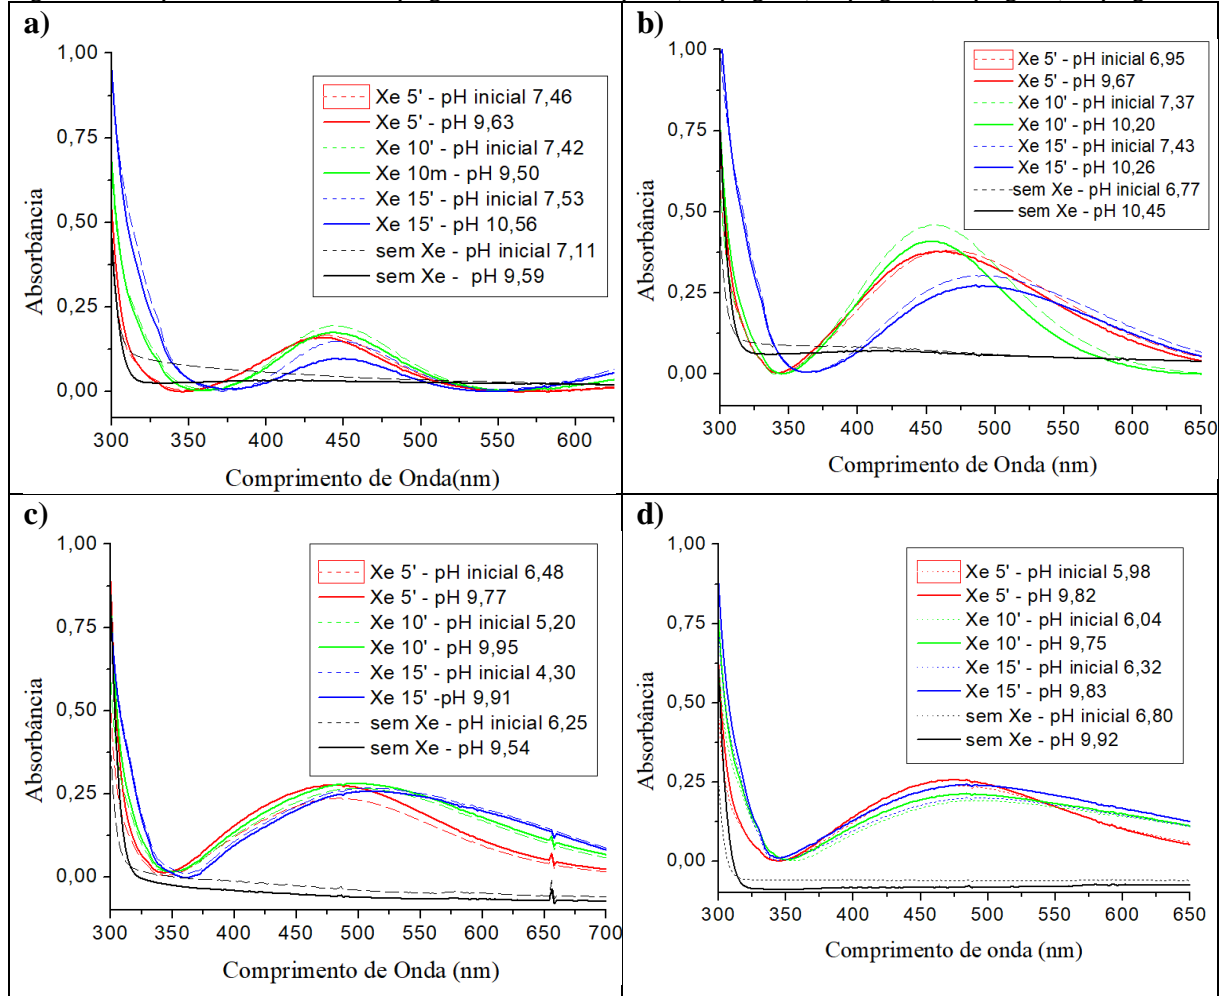 a)
1,00
0,75
0,50
0,25
0,00
Absorbância
Xe 5' - pH inicial 7,46
Xe 5' - pH 9,63
Xe 10' - pH inicial 7,42
Xe 10m - pH 9,50
Xe 15' - pH inicial 7,53
Xe 15' - pH 10,56
sem Xe - pH inicial 7,11
sem Xe - pH 9,59
300 350 400 450 500 550 600
Comprimento de Onda(nm)
b)
1,00
0,75
0,50
0,25
0,00
Absorbância
Xe 5' - pH inicial 6,95
Xe 5' - pH 9,67
Xe 10' - pH inicial 7,37
Xe 10' - pH 10,20
Xe 15' - pH inicial 7,43
Xe 15' - pH 10,26
sem Xe - pH inicial 6,77
sem Xe - pH 10,45
300 350 400 450 500 550 600 650
Comprimento de Onda (nm)
c)
1,00
0,75
0,50
0,25
0,00
Absorbância
Xe 5' - pH inicial 6,48
Xe 5' - pH 9,77
Xe 10' - pH inicial 5,20
Xe 10' - pH 9,95
Xe 15' - pH inicial 4,30
Xe 15' -pH 9,91
sem Xe - pH inicial 6,25
sem Xe - pH 9,54
300 350 400 450 500 550 600 650 700
Comprimento de Onda (nm)
d)
1,00
0,75
0,50
0,25
0,00
Absorbância
Xe 5' - pH inicial 5,98
Xe 5' - pH 9,82
Xe 10' - pH inicial 6,04
Xe 10' - pH 9,75
Xe 15' - pH inicial 6,32
Xe 15' - pH 9,83
sem Xe - pH inicial 6,80
sem Xe - pH 9,92
300 350 400 450 500 550 600 650
Comprimento de onda (nm)